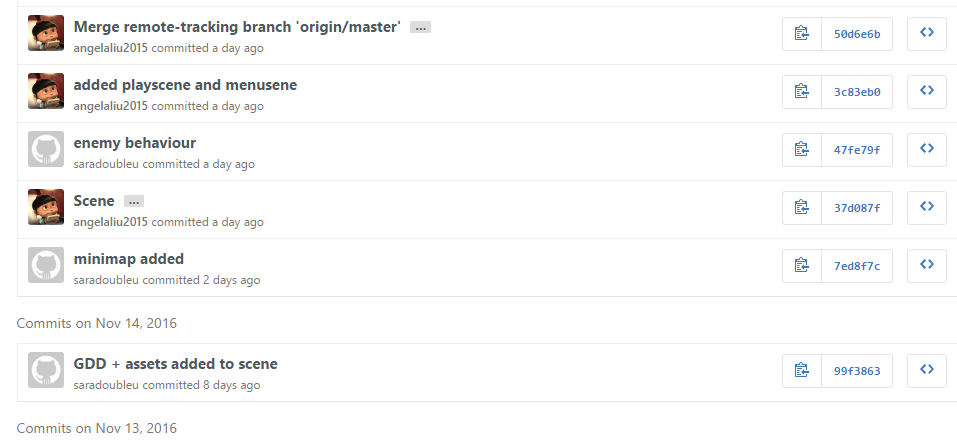 Merge remote-tracking branch 'origin/master' ...
angelaliu2015 committed a day ago
50d6e6b
added playscene and menusene
angelaliu2015 committed a day ago
3c83eb0
enemy behaviour
saradoubleu committed a day ago
47fe79f
Scene ...
angelaliu2015 committed a day ago
37d087f
minimap added
saradoubleu committed 2 days ago
7ed8f7c
Commits on Nov 14, 2016
GDD + assets added to scene
saradoubleu committed 8 days ago
99f3863
Commits on Nov 13, 2016